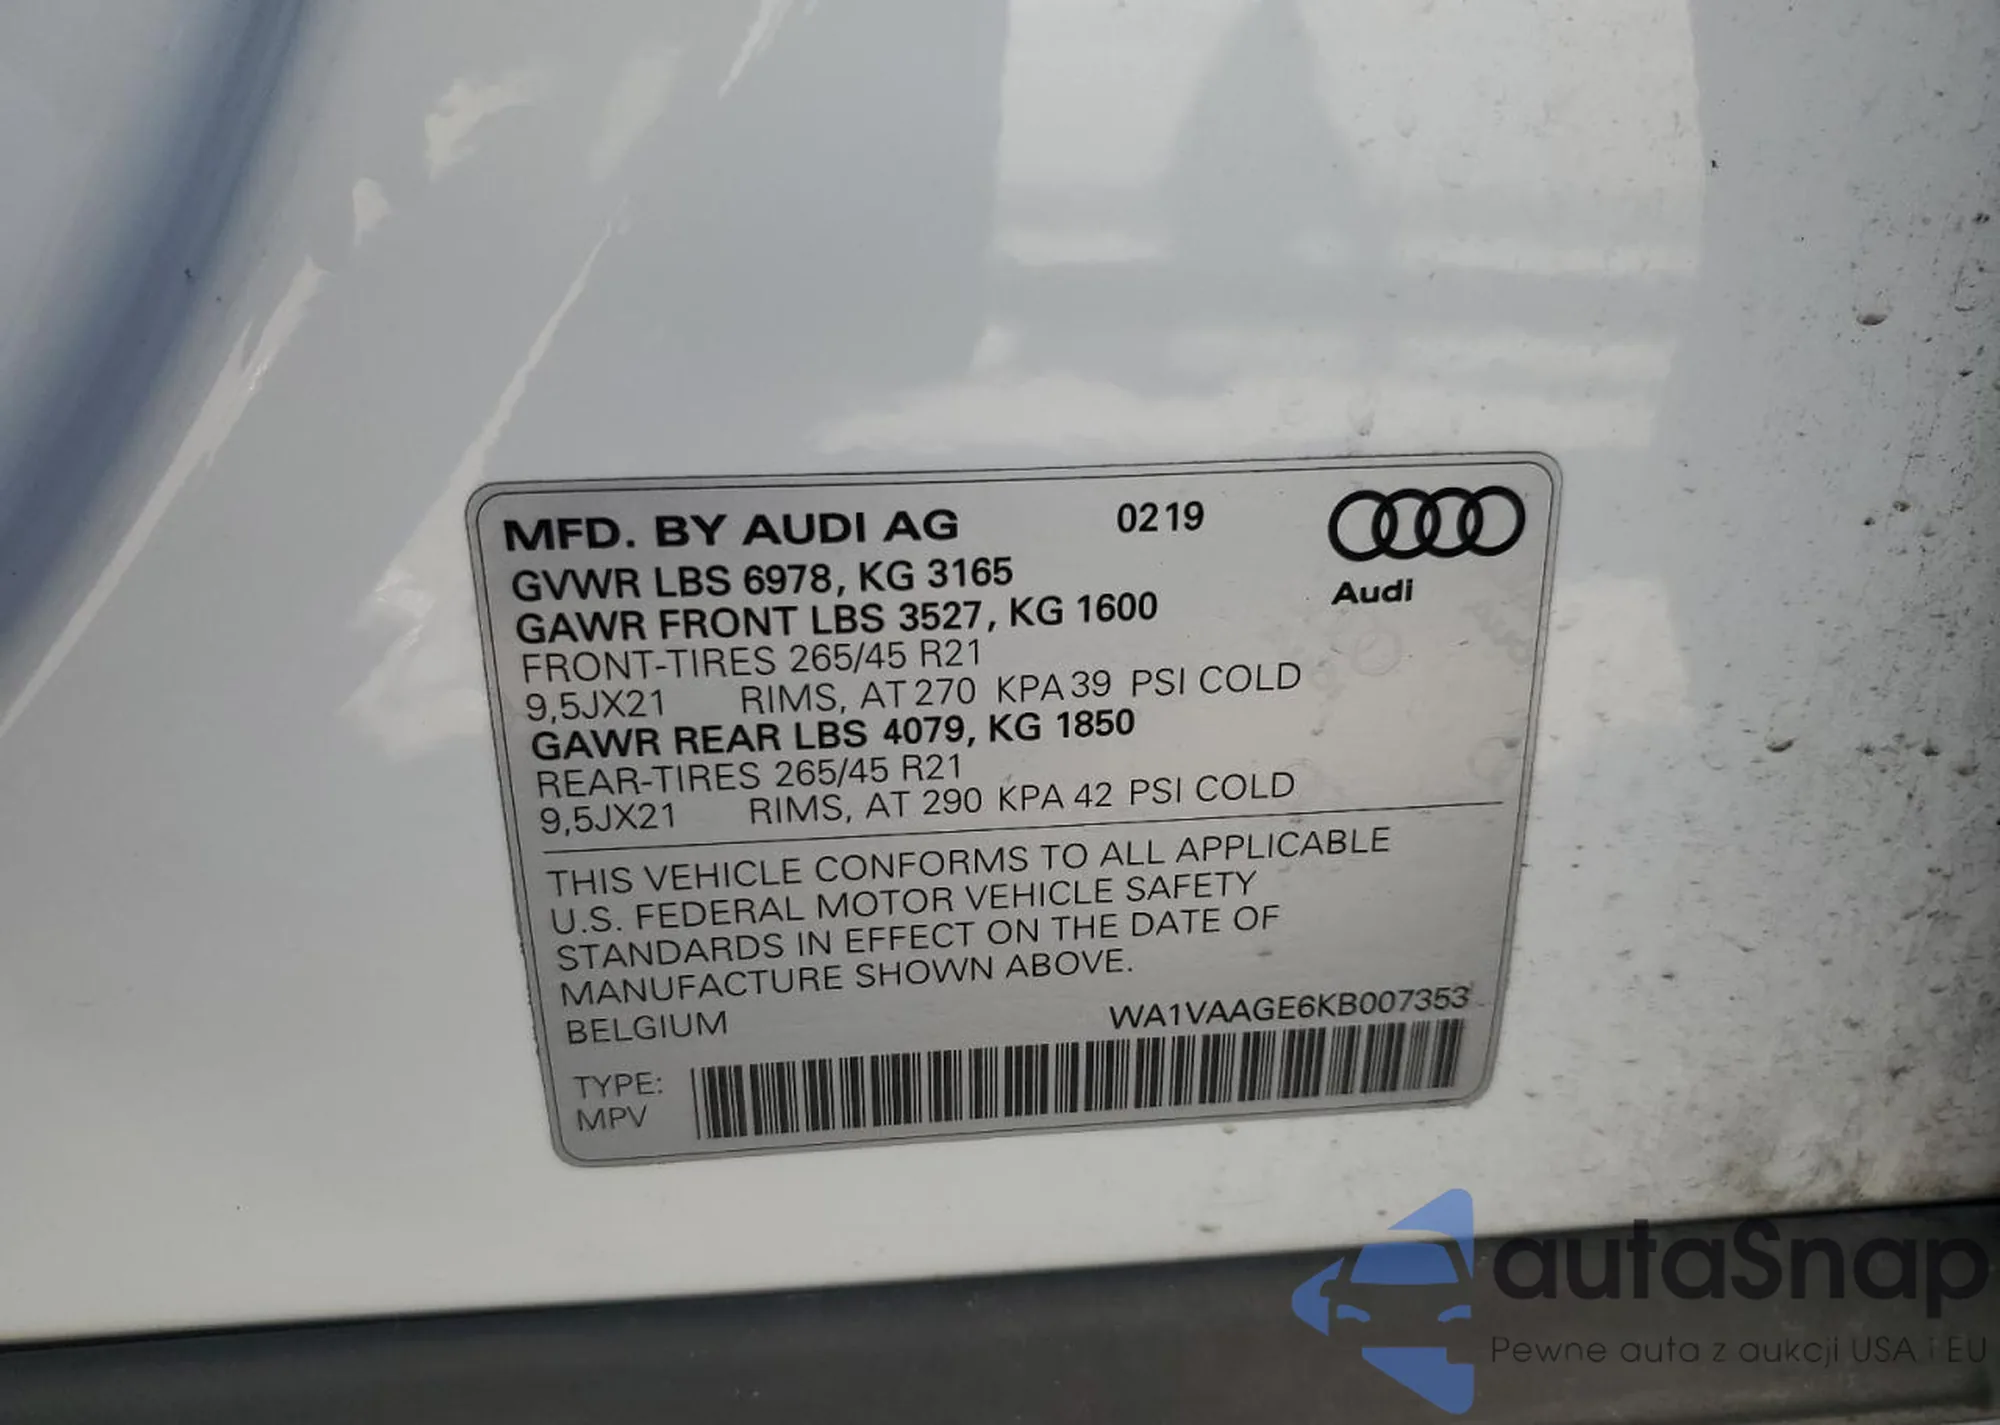 MFD. BY AUDI AG 0219
Audi
GVWR LBS 6978, KG 3165
GAWR FRONT LBS 3527, KG 1600
FRONT-TIRES 265/45 R21
9,5JX21 RIMS, AT 270 KPA 39 PSI COLD
GAWR REAR LBS 4079, KG 1850
REAR-TIRES 265/45 R21
9,5JX21 RIMS, AT 290 KPA 42 PSI COLD
THIS VEHICLE CONFORMS TO ALL APPLICABLE
U.S. FEDERAL MOTOR VEHICLE SAFETY
STANDARDS IN EFFECT ON THE DATE OF
MANUFACTURE SHOWN ABOVE.
BELGIUM WA1VAAGE6KB007353
TYPE:
MPV
autaSnap
Pewne auta z aukcji USA i EU